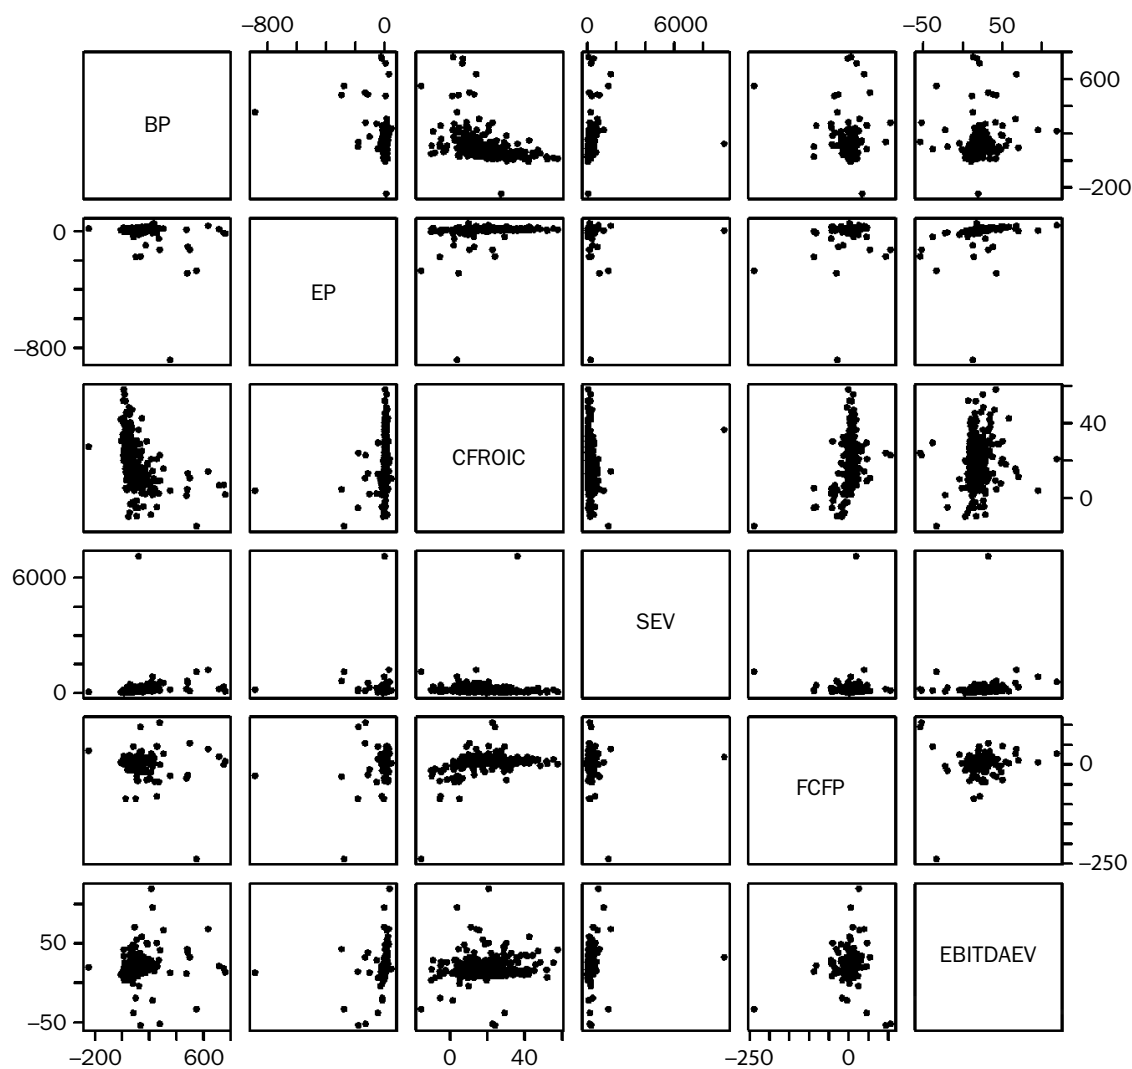 −800 0 0 6000 −50 50
BP 600
−200
0 EP
−800
CFROIC 40
0
6000 SEV
0
FCFP 0
−250
50 EBITDAEV
−50
−200 600 0 40 −250 0